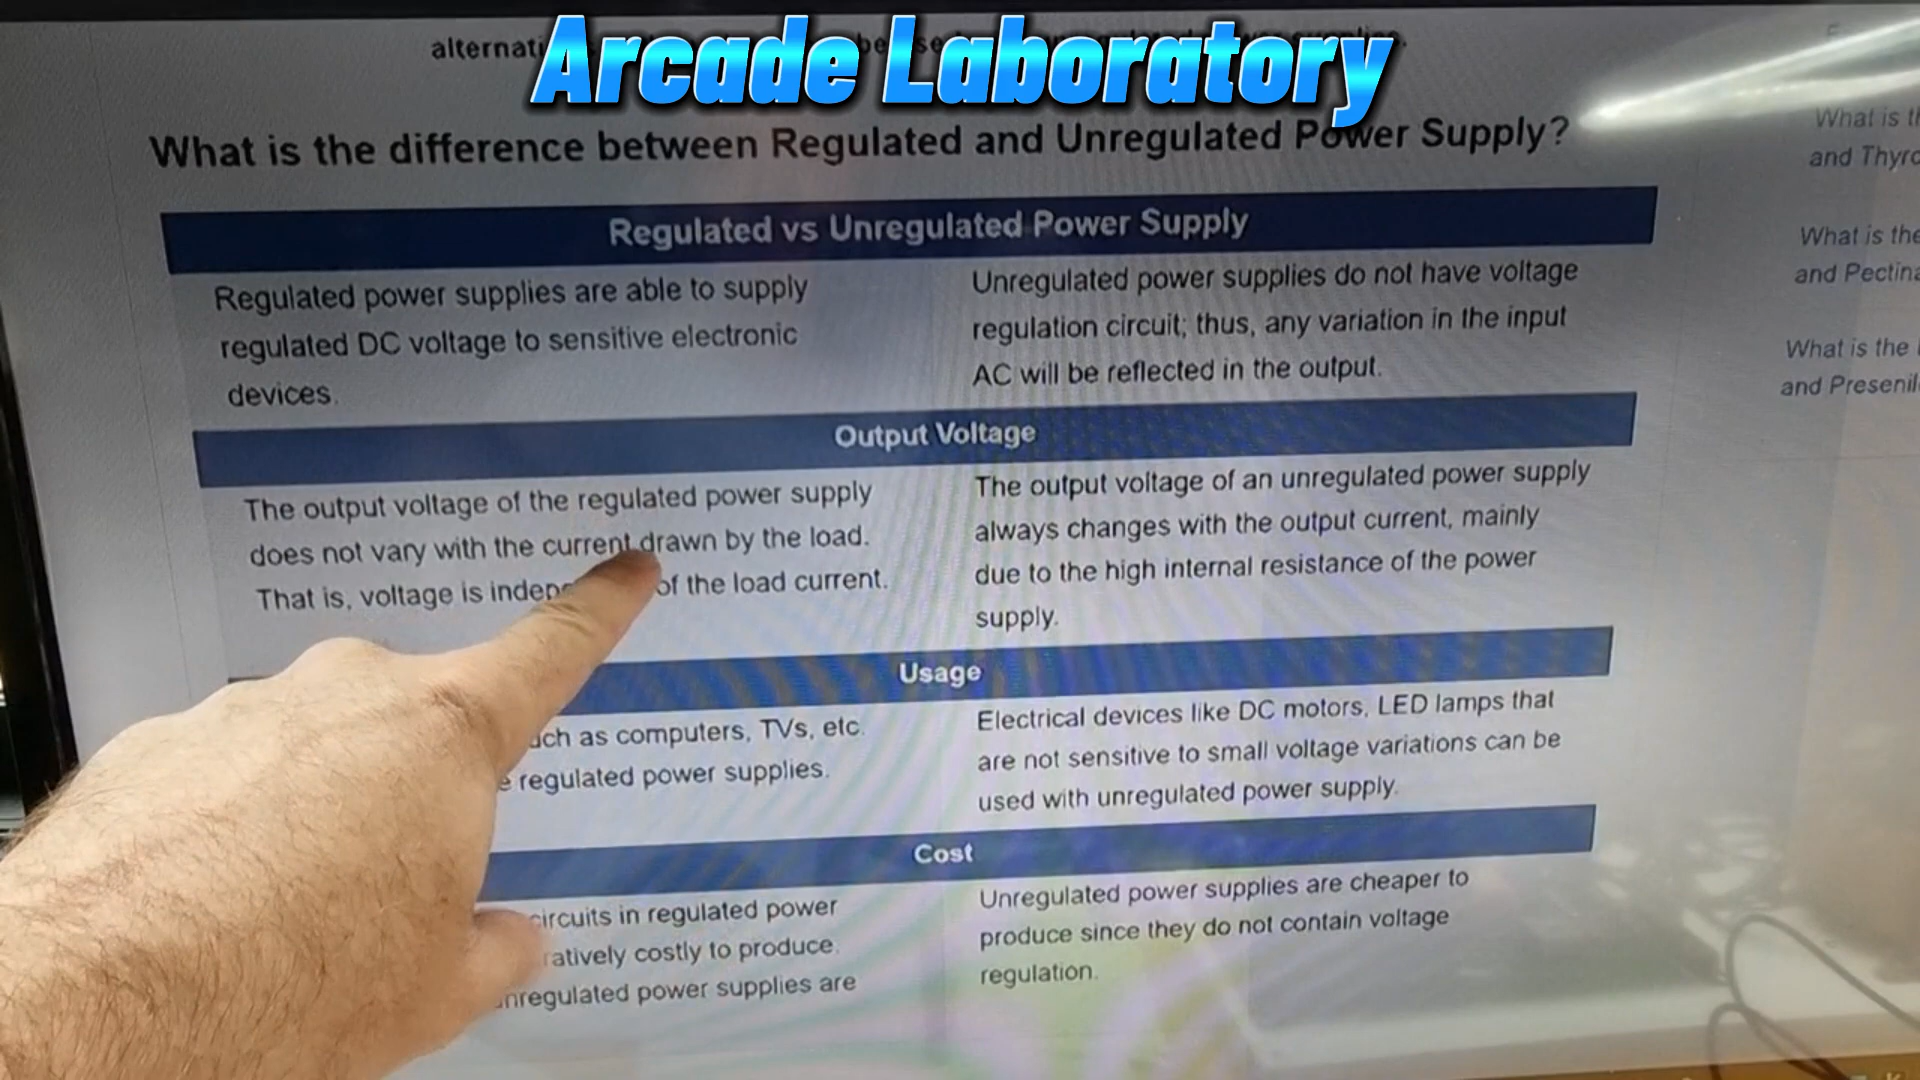 Arcade Laboratory
alternati
What is the difference between Regulated and Unregulated Power Supply?
Regulated vs Unregulated Power Supply
Regulated power supplies are able to supply
regulated DC voltage to sensitive electronic
devices.
Unregulated power supplies do not have voltage
regulation circuit; thus, any variation in the input
AC will be reflected in the output.
Output Voltage
The output voltage of the regulated power supply
does not vary with the current drawn by the load.
That is, voltage is indep of the load current.
The output voltage of an unregulated power supply
always changes with the output current, mainly
due to the high internal resistance of the power
supply.
Usage
uch as computers, TVs, etc.
e regulated power supplies.
Electrical devices like DC motors, LED lamps that
are not sensitive to small voltage variations can be
used with unregulated power supply.
Cost
circuits in regulated power
ratively costly to produce.
unregulated power supplies are
Unregulated power supplies are cheaper to
produce since they do not contain voltage
regulation.
What is th
and Thyro
What is the
and Pectina
What is the
and Presenil